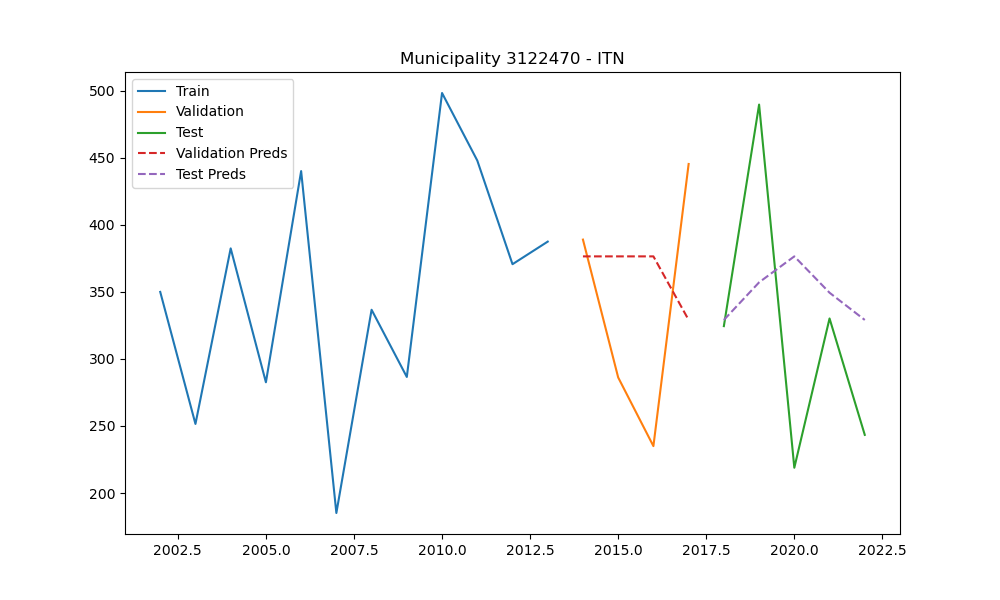 Municipality 3122470 - ITN
Train
Validation
Test
Validation Preds
Test Preds
500
450
400
350
300
250
200
2002.5 2005.0 2007.5 2010.0 2012.5 2015.0 2017.5 2020.0 2022.5